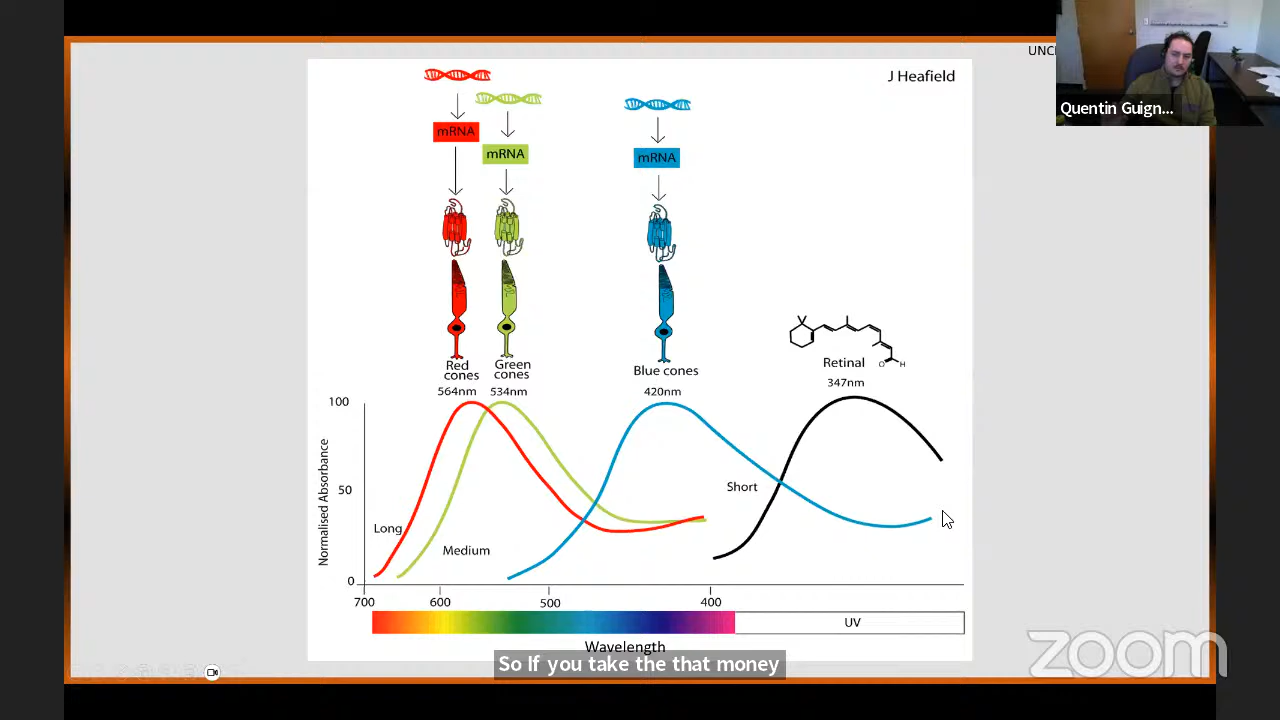 UNC
J Heafield
Quentin Guign...
mRNA
mRNA
mRNA
Retinal
O H
347nm
Red cones
Green cones
Blue cones
564nm
534nm
420nm
100
50
0
Normalised Absorbance
Long
Medium
Short
700
600
500
400
UV
Wavelength
So If you take the that money
zoom